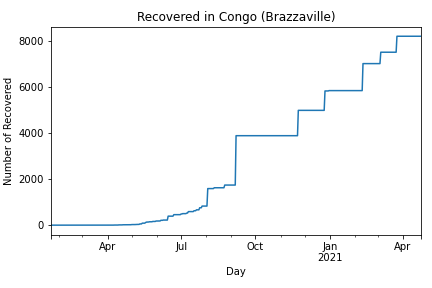 Recovered in Congo (Brazzaville)
Number of Recovered
8000
6000
4000
2000
0
Apr Jul Oct Jan Apr
2021
Day